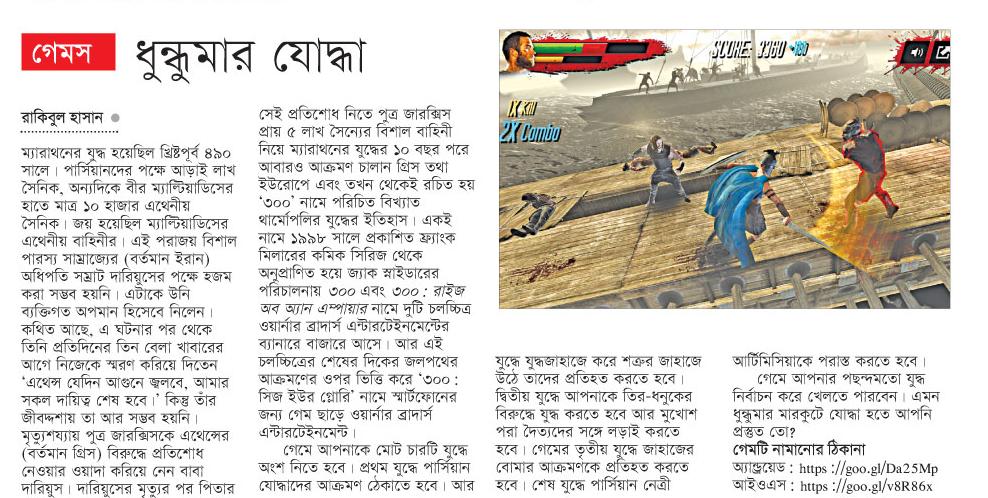 গেমস
ধুন্ধুমার যোদ্ধা
রাকিবুল হাসান
ম্যারাথনের যুদ্ধ হয়েছিল খ্রিষ্টপূর্ব ৪৯০
সালে। পার্সিয়ানদের পক্ষে আড়াই লাখ
সৈনিক, অন্যদিকে বীর ম্যাল্টিয়াডিসের
হাতে মাত্র ১০ হাজার এথেনীয়
সৈনিক। জয় হয়েছিল ম্যাল্টিয়াডিসের
এথেনীয় বাহিনীর। এই পরাজয় বিশাল
পারস্য সাম্রাজ্যের (বর্তমান ইরান)
অধিপতি সম্রাট দারিয়ুসের পক্ষে হজম
করা সম্ভব হয়নি। এটাকে উনি
ব্যক্তিগত অপমান হিসেবে নিলেন।
কথিত আছে, এ ঘটনার পর থেকে
তিনি প্রতিদিনের তিন বেলা খাবারের
আগে নিজেকে স্মরণ করিয়ে দিতেন
‘এথেন্স যেদিন আগুনে জ্বলবে, আমার
সকল দায়িত্ব শেষ হবে।’ কিন্তু তাঁর
জীবদ্দশায় তা আর সম্ভব হয়নি।
মৃত্যুশয্যায় পুত্র জারক্সিসকে এথেন্সের
(বর্তমান গ্রিস) বিরুদ্ধে প্রতিশোধ
নেওয়ার ওয়াদা করিয়ে নেন বাবা
দারিয়ুস। দারিয়ুসের মৃত্যুর পর পিতার
সেই প্রতিশোধ নিতে পুত্র জারক্সিস
প্রায় ৫ লাখ সৈন্যের বিশাল বাহিনী
নিয়ে ম্যারাথনের যুদ্ধের ১০ বছর পরে
আবারও আক্রমণ চালান গ্রিস তথা
ইউরোপে এবং তখন থেকেই রচিত হয়
‘৩০০’ নামে পরিচিত বিখ্যাত
থার্মোপলির যুদ্ধের ইতিহাস। একই
নামে ১৯৯৮ সালে প্রকাশিত ফ্র্যাংক
মিলারের কমিক সিরিজ থেকে
অনুপ্রাণিত হয়ে জ্যাক স্নাইডারের
পরিচালনায় ৩০০ এবং ৩০০ : রাইজ
অব অ্যান এম্পায়ার নামে দুটি চলচ্চিত্র
ওয়ার্নার ব্রাদার্স এন্টারটেইনমেন্টের
ব্যানারে বাজারে আসে। আর এই
চলচ্চিত্রের শেষের দিকের জলপথের
আক্রমণের ওপর ভিত্তি করে ‘৩০০ :
সিজ ইউর গ্লোরি’ নামে স্মার্টফোনের
জন্য গেম ছাড়ে ওয়ার্নার ব্রাদার্স
এন্টারটেইনমেন্ট।
গেমে আপনাকে মোট চারটি যুদ্ধে
অংশ নিতে হবে। প্রথম যুদ্ধে পার্সিয়ান
যোদ্ধাদের আক্রমণ ঠেকাতে হবে। আর
SCORE: 3360 +180
1X Kill
2X Combo
যুদ্ধে যুদ্ধজাহাজে করে শত্রুর জাহাজে
উঠে তাদের প্রতিহত করতে হবে।
দ্বিতীয় যুদ্ধে আপনাকে তির-ধনুকের
বিরুদ্ধে যুদ্ধ করতে হবে আর মুখোশ
পরা দৈত্যদের সঙ্গে লড়াই করতে
হবে। গেমের তৃতীয় যুদ্ধে জাহাজের
বোমার আক্রমণকে প্রতিহত করতে
হবে। শেষ যুদ্ধে পার্সিয়ান নেত্রী
আর্টিমিসিয়াকে পরাস্ত করতে হবে।
গেমে আপনার পছন্দমতো যুদ্ধ
নির্বাচন করে খেলতে পারবেন। এমন
ধুন্ধুমার মারকুটে যোদ্ধা হতে আপনি
প্রস্তুত তো?
গেমটি নামানোর ঠিকানা
অ্যান্ড্রয়েড : https://goo.gl/Da25Mp
আইওএস : https://goo.gl/v8R86x